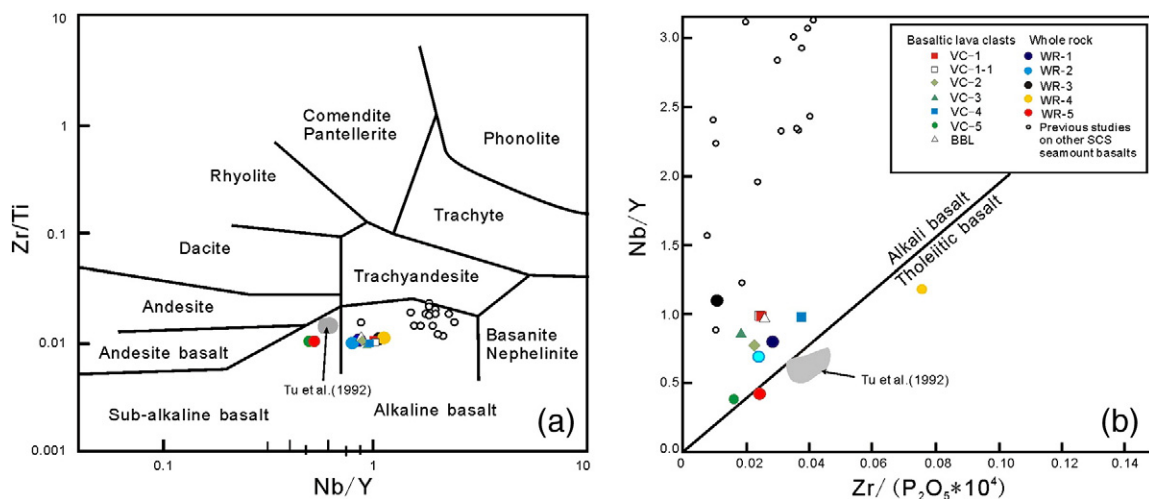 10
1
0.1
0.01
0.001
Zr/Ti
Comendite
Pantellerite
Phonolite
Rhyolite
Trachyte
Dacite
Trachyandesite
Andesite
Andesite basalt
Basanite
Nephelinite
Tu et al.(1992)
Sub-alkaline basalt
Alkaline basalt
(a)
0.1
1
10
Nb/Y
3.0
2.5
2.0
1.5
1.0
0.5
0
Nb/Y
Basaltic lava clasts
VC-1
VC-1-1
VC-2
VC-3
VC-4
VC-5
BBL
Whole rock
WR-1
WR-2
WR-3
WR-4
WR-5
Previous studies
on other SCS
seamount basalts
Alkali basalt
Tholeiitic basalt
Tu et al.(1992)
(b)
0
0.02
0.04
0.06
0.08
0.10
0.12
0.14
Zr/ (P₂O₅*10⁴)